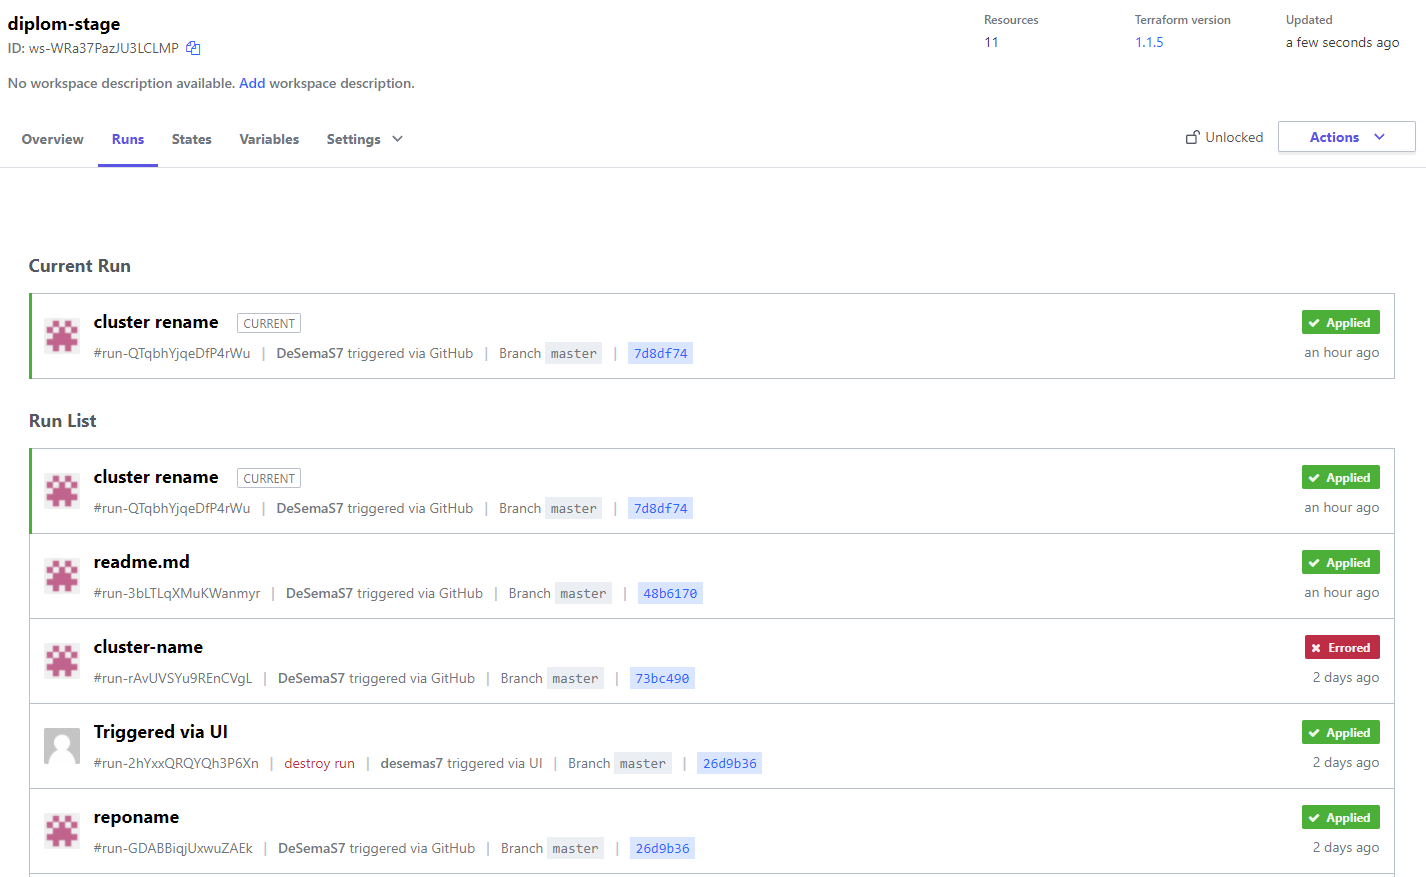 diplom-stage
ID: ws-WRa37PazJU3LCLMP
No workspace description available. Add workspace description.
Resources
11
Terraform version
1.1.5
Updated
a few seconds ago
Overview Runs States Variables Settings
Unlocked
Actions
Current Run
cluster rename CURRENT
Applied
#run-QTqbhYjqeDfP4rWu | DeSemaS7 triggered via GitHub | Branch master | 7d8df74
an hour ago
Run List
cluster rename CURRENT
Applied
#run-QTqbhYjqeDfP4rWu | DeSemaS7 triggered via GitHub | Branch master | 7d8df74
an hour ago
readme.md
Applied
#run-3bLTLqXMuKWanmyr | DeSemaS7 triggered via GitHub | Branch master | 48b6170
an hour ago
cluster-name
Errored
#run-rAvUVSYu9REnCVgL | DeSemaS7 triggered via GitHub | Branch master | 73bc490
2 days ago
Triggered via UI
Applied
#run-2hYxxQRQYQh3P6Xn | destroy run | desemas7 triggered via UI | Branch master | 26d9b36
2 days ago
reponame
Applied
#run-GDABBiqjUxwuZAEk | DeSemaS7 triggered via GitHub | Branch master | 26d9b36
2 days ago